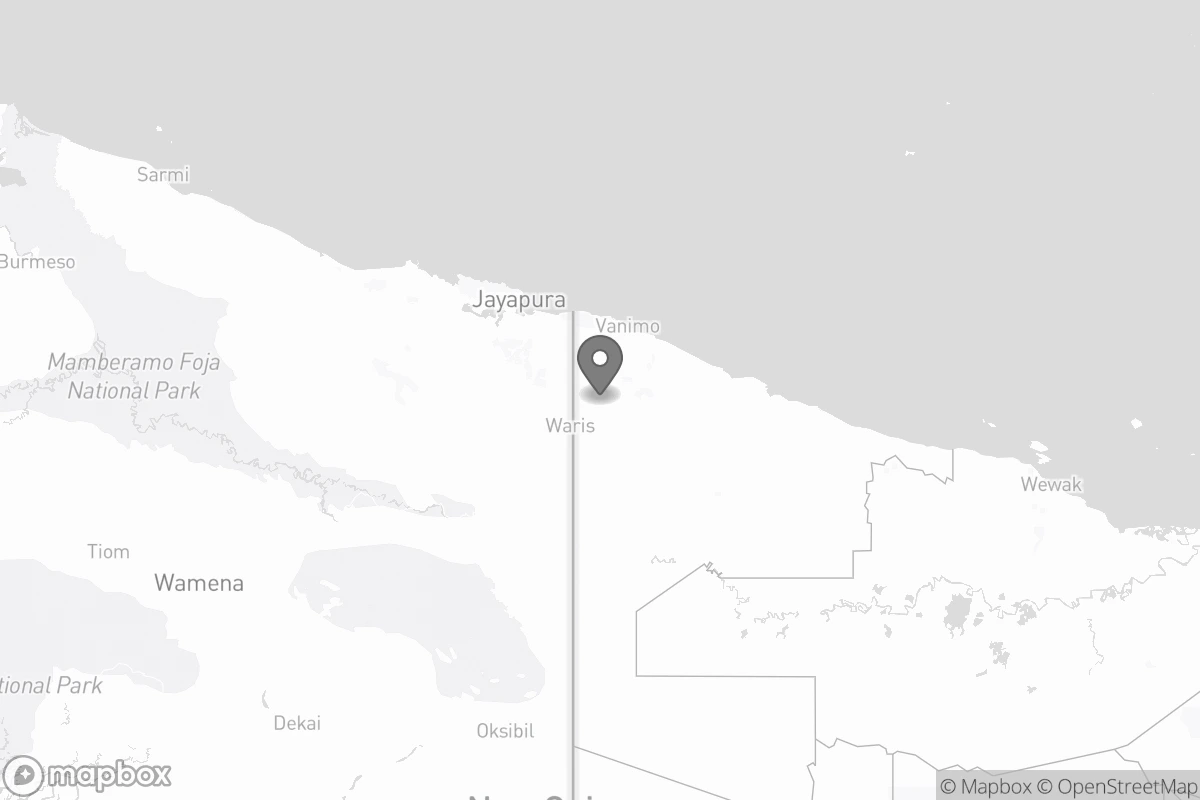 Sarmi
Burmeso
Jayapura
Vanimo
Mamberamo Foja
National Park
Waris
Wewak
Tiom
Wamena
tional Park
Dekai
Oksibil
mapbox
© Mapbox © OpenStreetMap